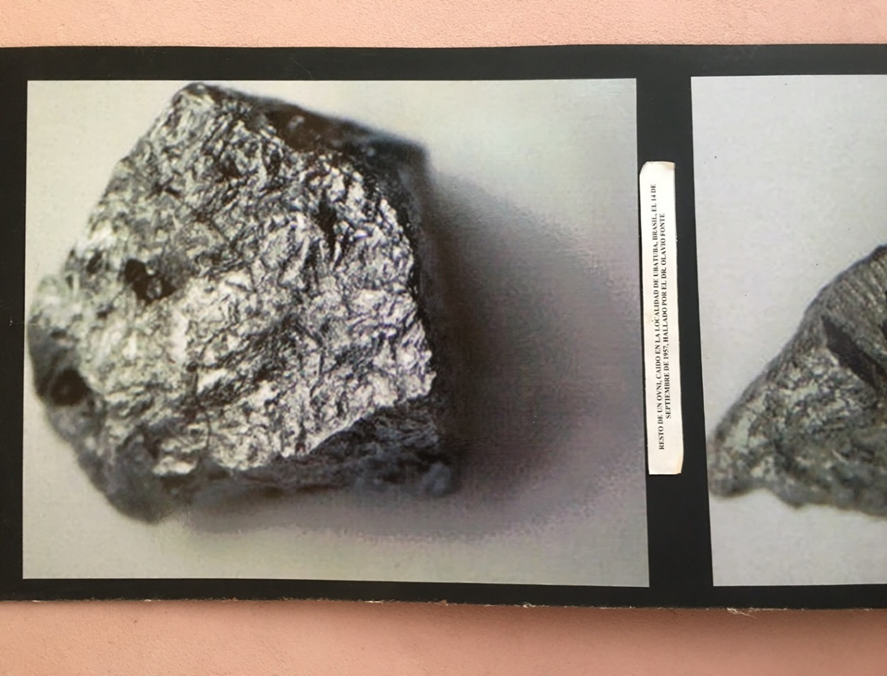 RESTO DE UN OVNI, CAIDO EN LA LOCALIDAD DE UBATUBA, BRASIL, EL 14 DE
SEPTIEMBRE DE 1957, HALLADO POR EL DR. OLAVIO FONTE